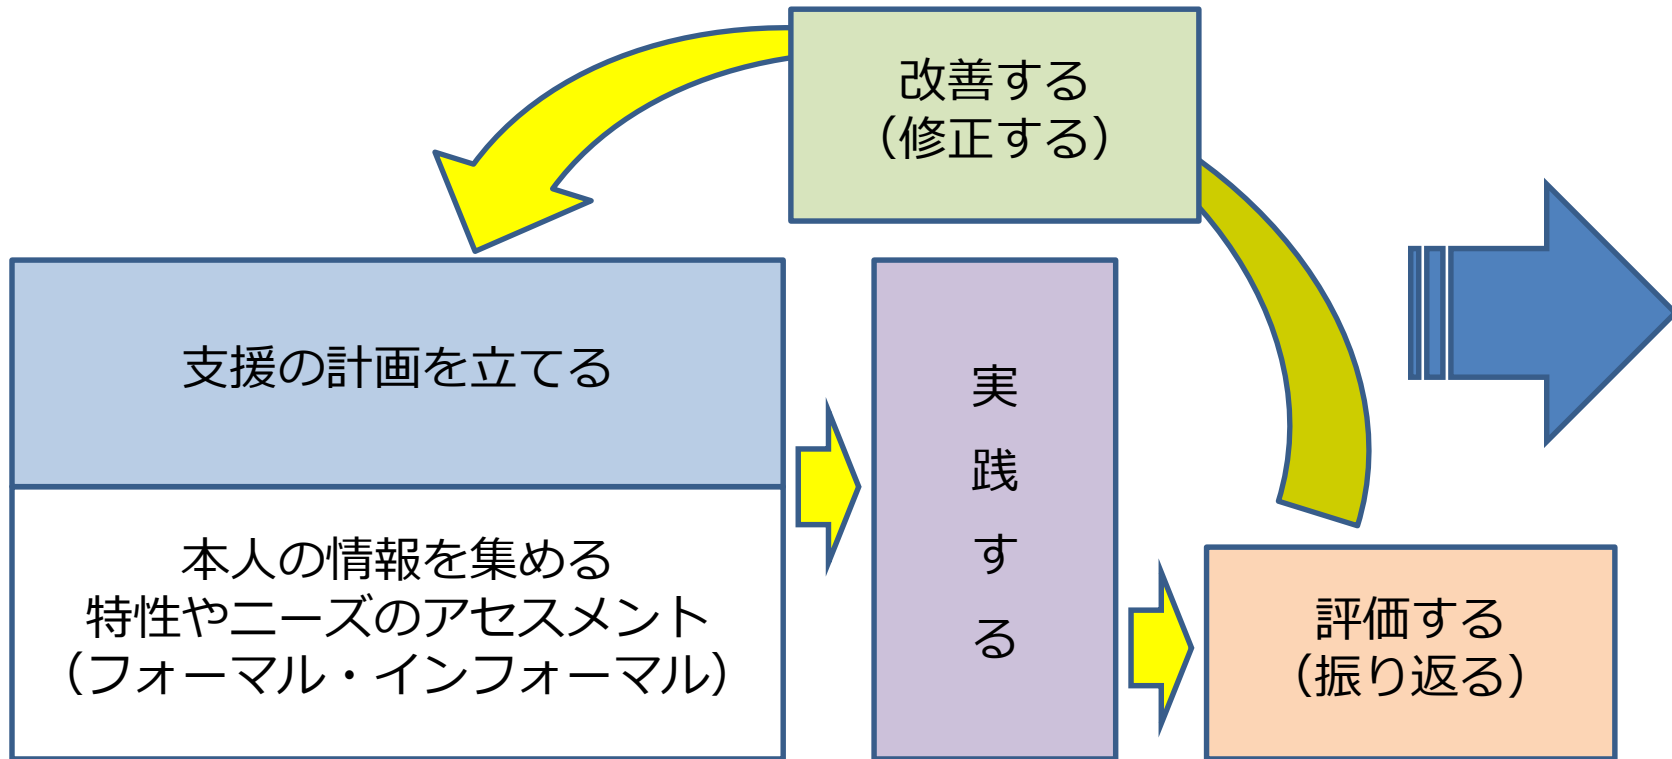 改善する
（修正する）
支援の計画を立てる
本人の情報を集める
特性やニーズのアセスメント
（フォーマル・インフォーマル）
実践する
評価する
（振り返る）